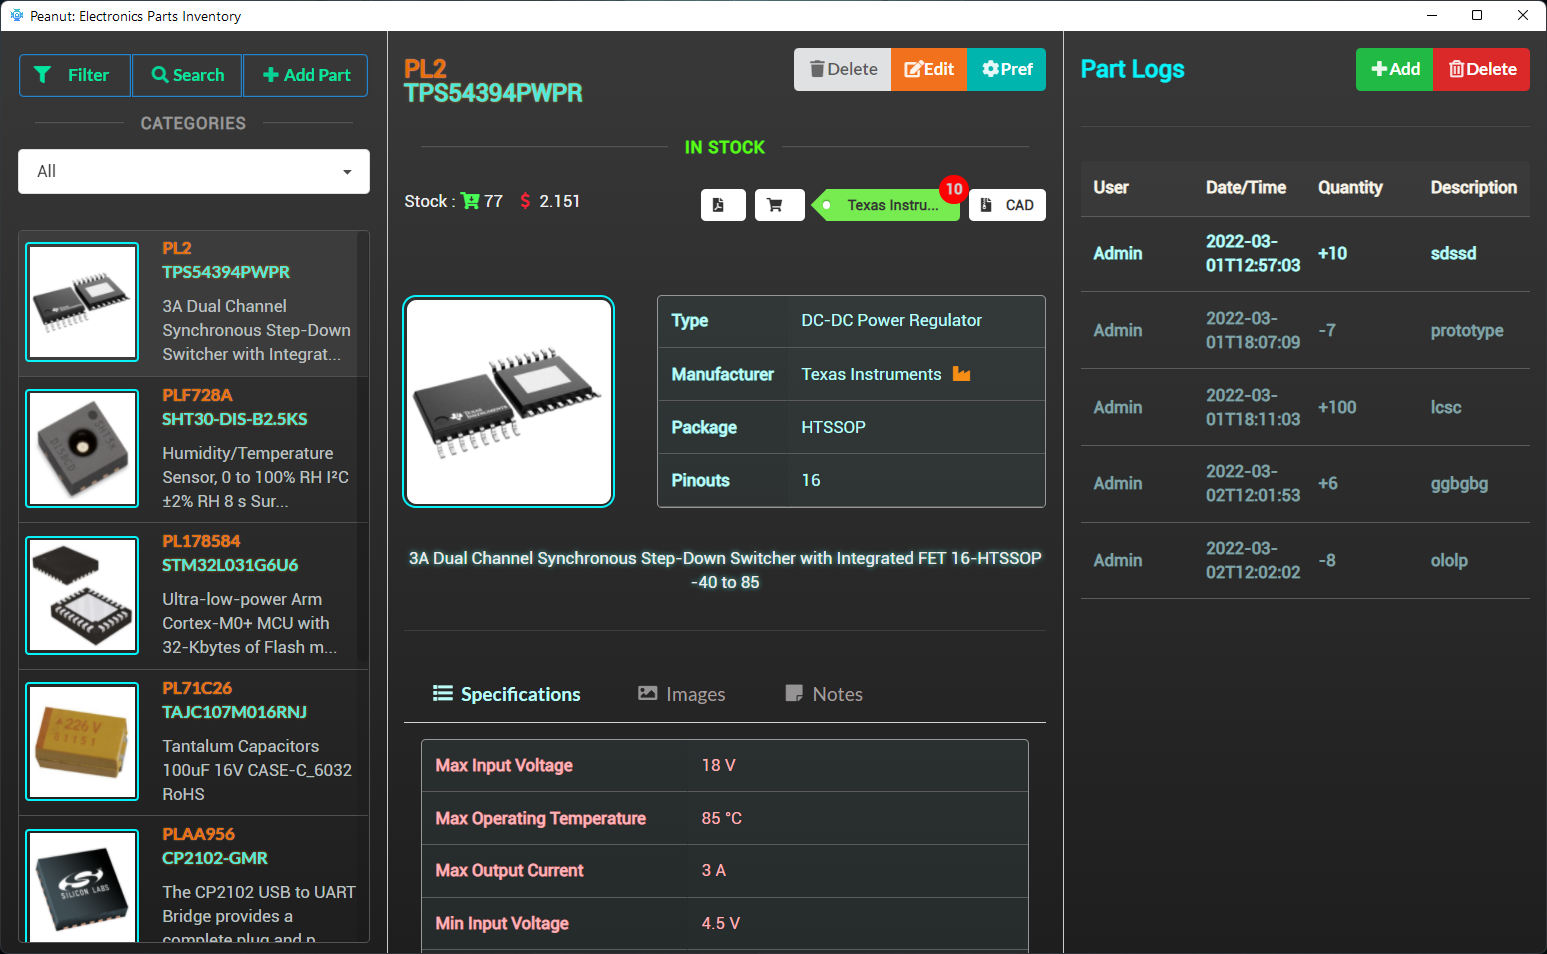 Peanut: Electronics Parts Inventory
Filter
Search
Add Part
CATEGORIES
All
PL2
TPS54394PWPR
3A Dual Channel
Synchronous Step-Down
Switcher with Integrat...
PLF728A
SHT30-DIS-B2.5KS
Humidity/Temperature
Sensor, 0 to 100% RH I²C
±2% RH 8 s Sur...
PL178584
STM32L031G6U6
Ultra-low-power Arm
Cortex-M0+ MCU with
32-Kbytes of Flash m...
226 V
PL71C26
TAJC107M016RNJ
Tantalum Capacitors
100uF 16V CASE-C_6032
RoHS
SILICON LABS
PLAA956
CP2102-GMR
The CP2102 USB to UART
Bridge provides a
complete plug and p
PL2
TPS54394PWPR
Delete
Edit
Pref
IN STOCK
Stock : 77 $ 2.151
Texas Instru...
10
CAD
TEXAS INSTRUMENTS
Type DC-DC Power Regulator
Manufacturer Texas Instruments
Package HTSSOP
Pinouts 16
3A Dual Channel Synchronous Step-Down Switcher with Integrated FET 16-HTSSOP
-40 to 85
Specifications
Images
Notes
Max Input Voltage 18 V
Max Operating Temperature 85 °C
Max Output Current 3 A
Min Input Voltage 4.5 V
Part Logs
Add
Delete
User Date/Time Quantity Description
Admin 2022-03-01T12:57:03 +10 sdssd
Admin 2022-03-01T18:07:09 -7 prototype
Admin 2022-03-01T18:11:03 +100 lcsc
Admin 2022-03-02T12:01:53 +6 ggbgbg
Admin 2022-03-02T12:02:02 -8 ololp